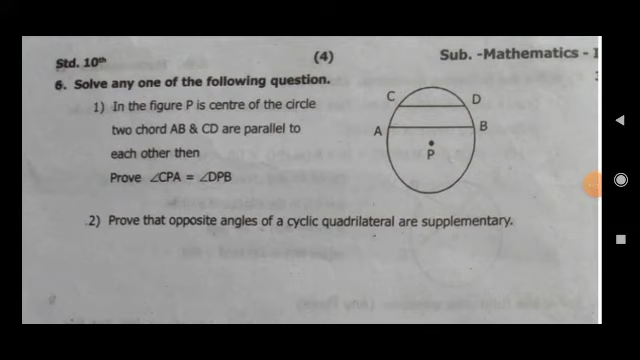 Std. 10th (4) Sub. -Mathematics - I
6. Solve any one of the following question.
1) In the figure P is centre of the circle
two chord AB & CD are parallel to
each other then
Prove ∠CPA = ∠DPB
C D
A B
P
2) Prove that opposite angles of a cyclic quadrilateral are supplementary.